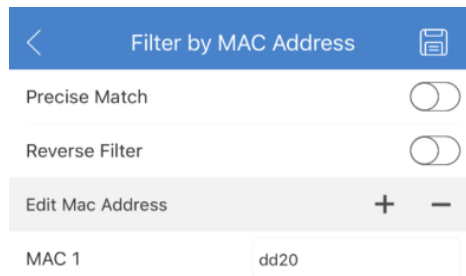 Filter by MAC Address
Precise Match
Reverse Filter
Edit Mac Address + −
MAC 1 dd20